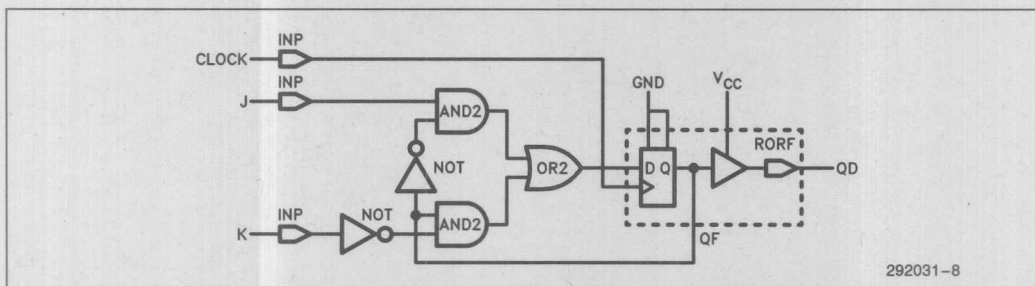 INP
CLOCK
INP
J
AND2
NOT
OR2
GND
VCC
RORF
D Q
QD
INP
NOT
K
AND2
QF
292031-8